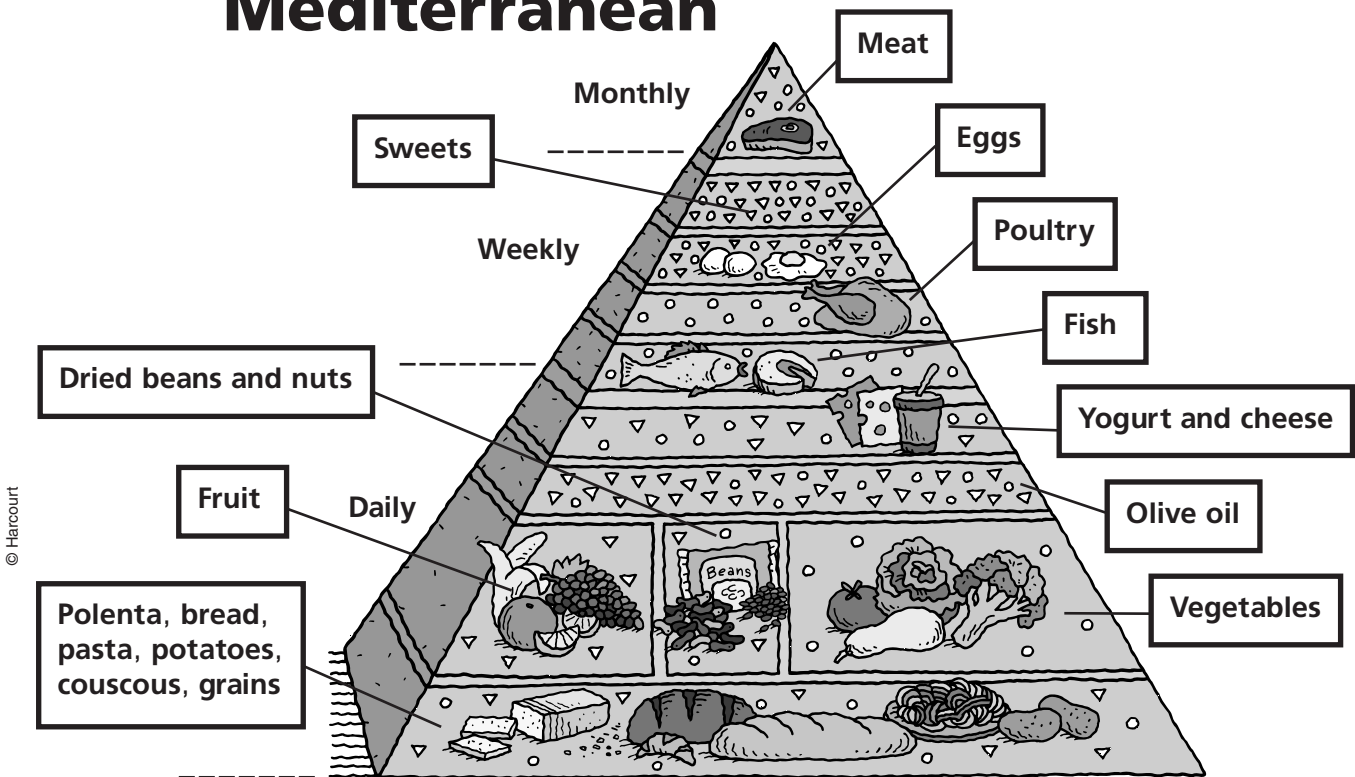 Mediterranean
Meat
Monthly
Sweets
Eggs
Poultry
Weekly
Fish
Dried beans and nuts
Yogurt and cheese
Fruit
Daily
Olive oil
Beans
Polenta, bread,
pasta, potatoes,
couscous, grains
Vegetables
© Harcourt